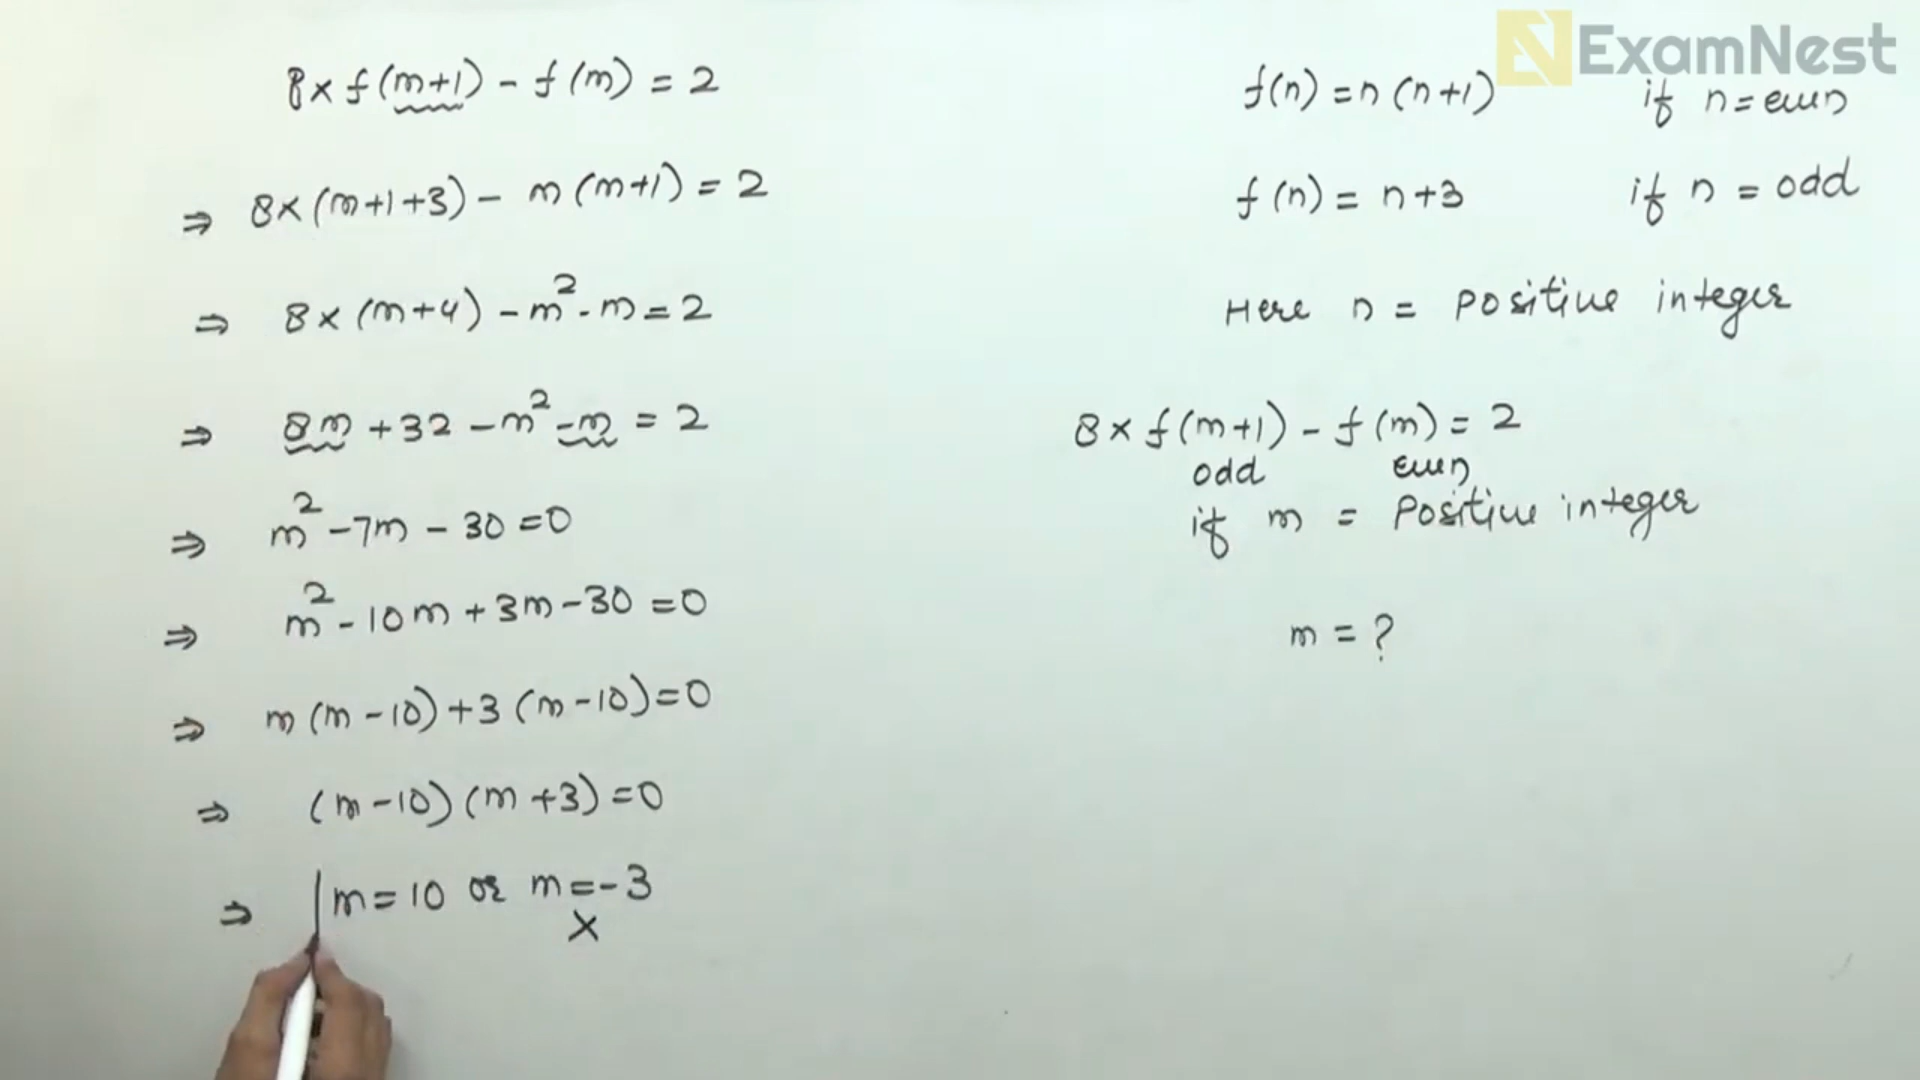 8 × f(m+1) - f(m) = 2
⇒ 8 × (m+1+3) - m(m+1) = 2
⇒ 8 × (m+4) - m² - m = 2
⇒ 8m + 32 - m² - m = 2
⇒ m² - 7m - 30 = 0
⇒ m² - 10m + 3m - 30 = 0
⇒ m(m-10) + 3(m-10) = 0
⇒ (m-10)(m+3) = 0
⇒ m = 10 or m = -3
×
ExamNest
f(n) = n(n+1) if n = even
f(n) = n+3 if n = odd
Here n = Positive integer
8 × f(m+1) - f(m) = 2
odd even
if m = Positive integer
m = ?